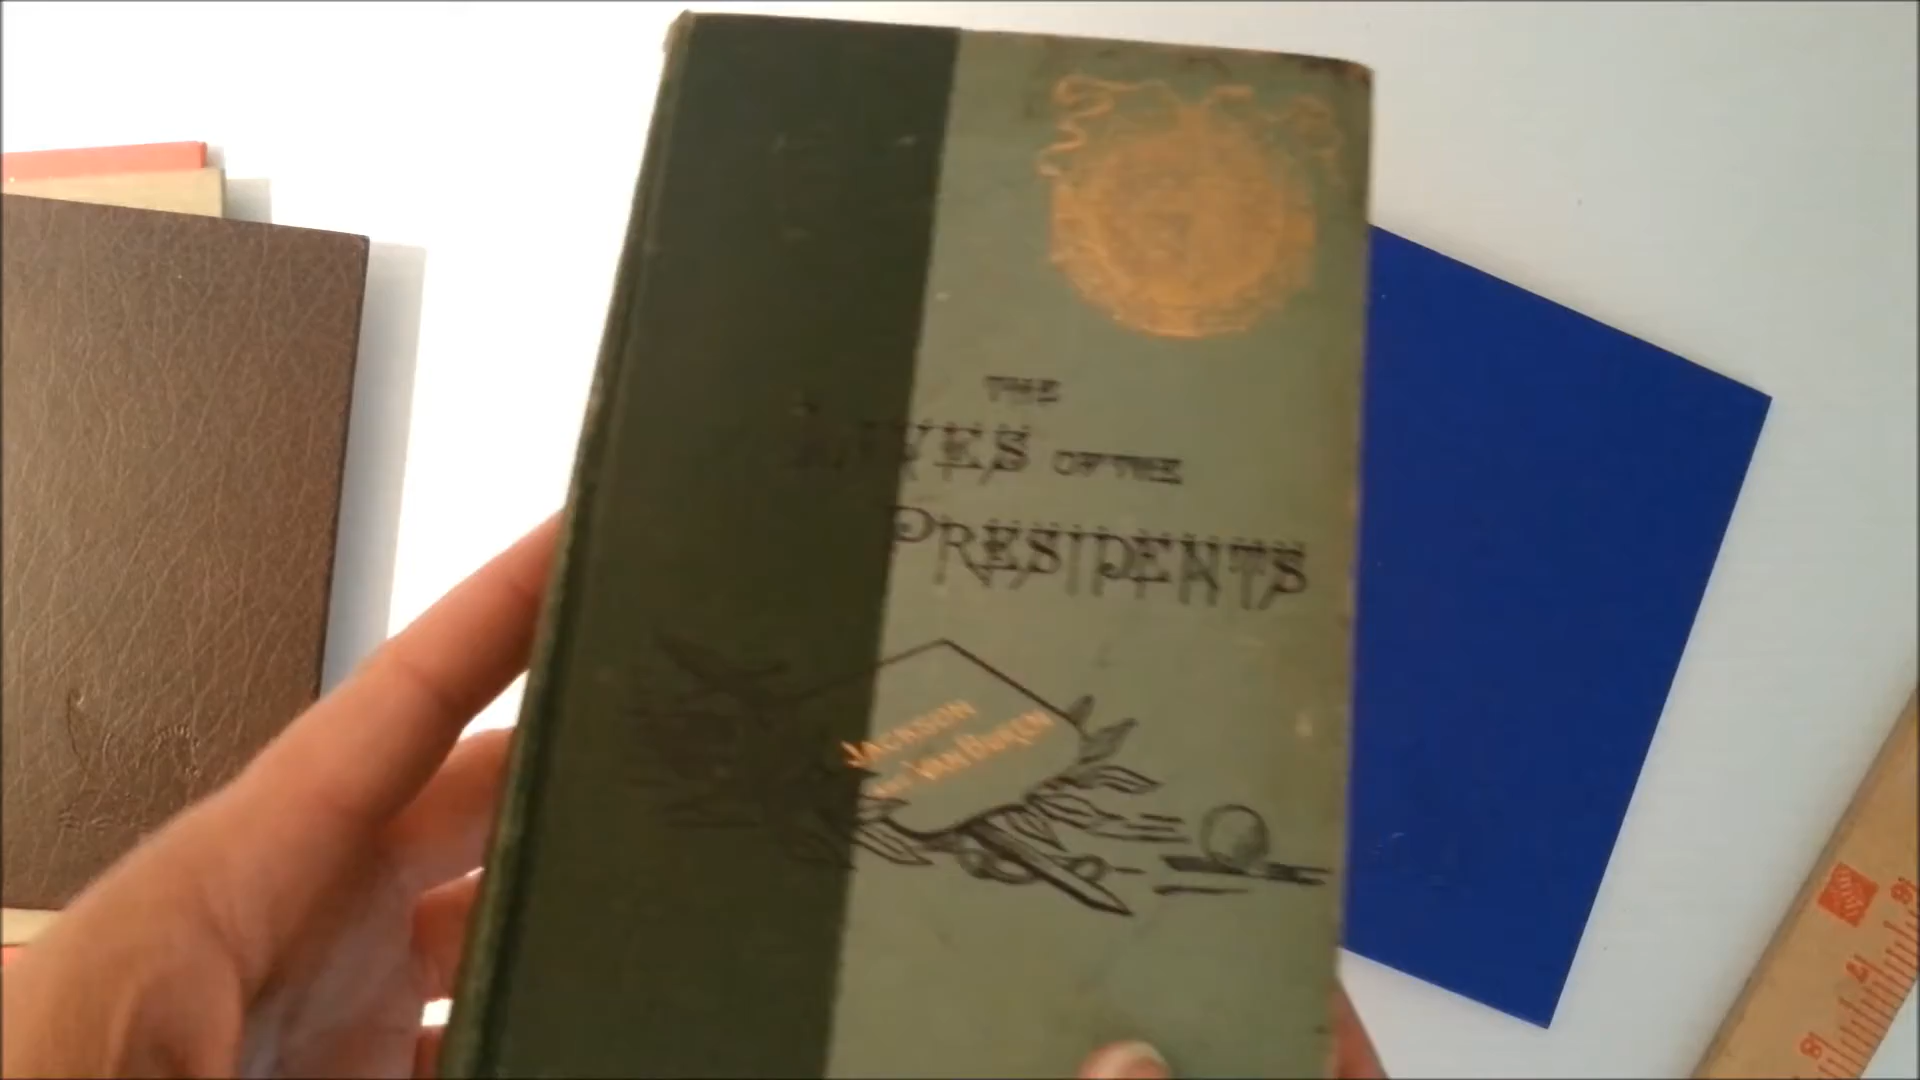 THE
LIVES OF THE
PRESIDENTS
JACKSON
AND VAN BUREN